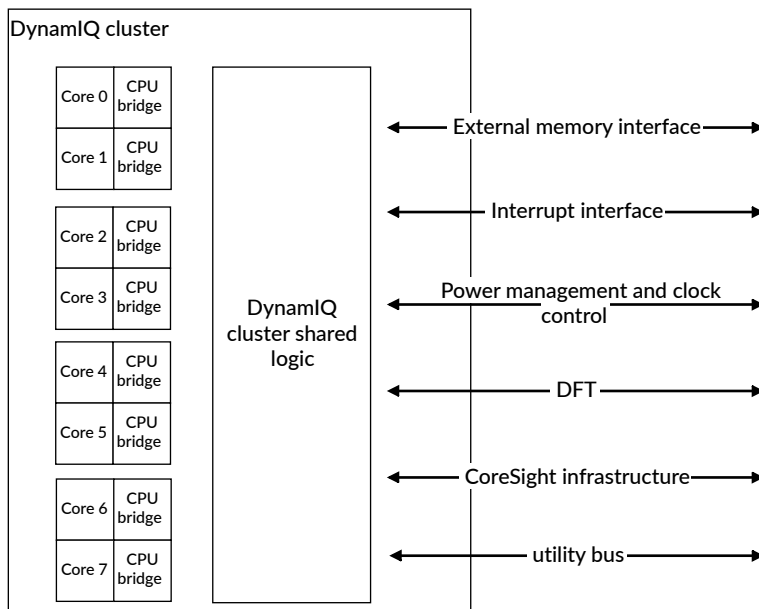 DynamIQ cluster
Core 0
CPU
bridge
Core 1
CPU
bridge
Core 2
CPU
bridge
Core 3
CPU
bridge
Core 4
CPU
bridge
Core 5
CPU
bridge
Core 6
CPU
bridge
Core 7
CPU
bridge
DynamIQ
cluster shared
logic
External memory interface
Interrupt interface
Power management and clock
control
DFT
CoreSight infrastructure
utility bus